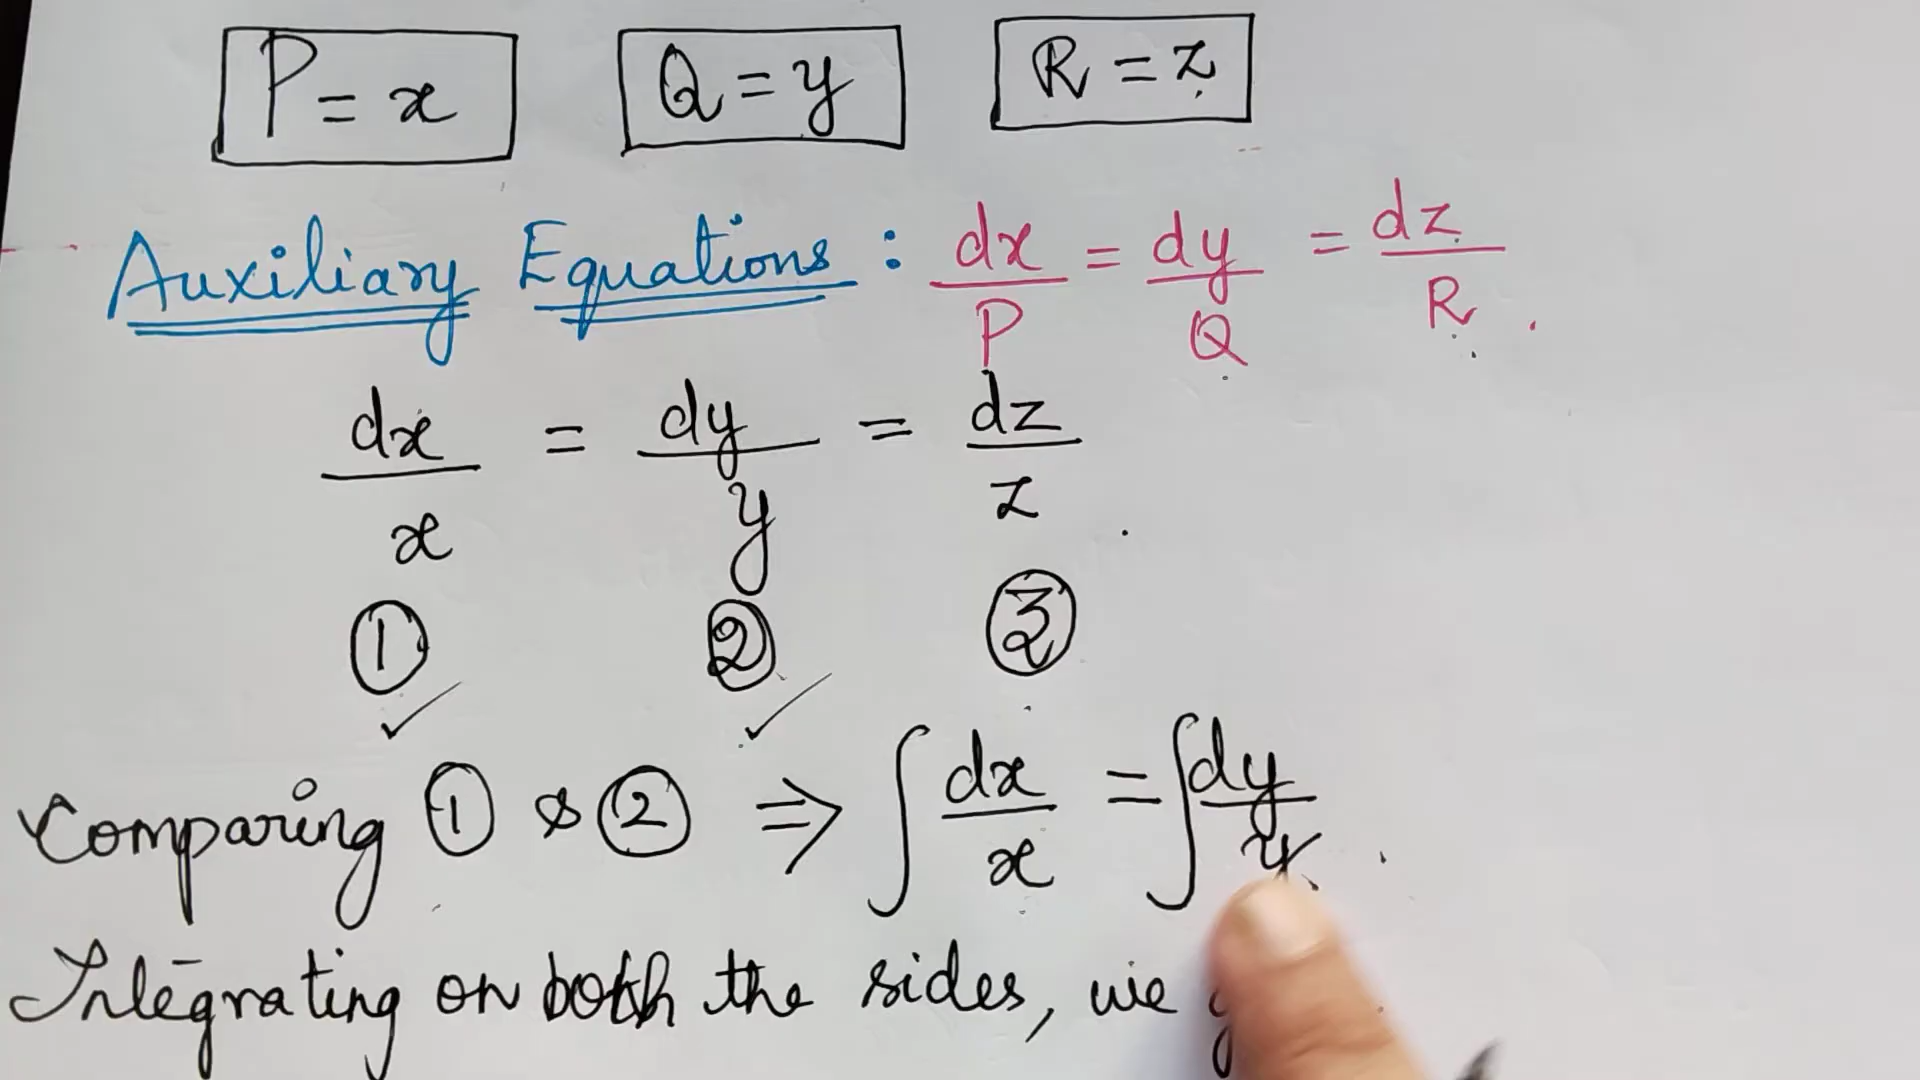 P = x Q = y R = z
Auxiliary Equations : dx/P = dy/Q = dz/R .
dx/x = dy/y = dz/z .
① ② ③
Comparing ① & ② ⇒ ∫ dx/x = ∫ dy/y .
Integrating on both the sides, we